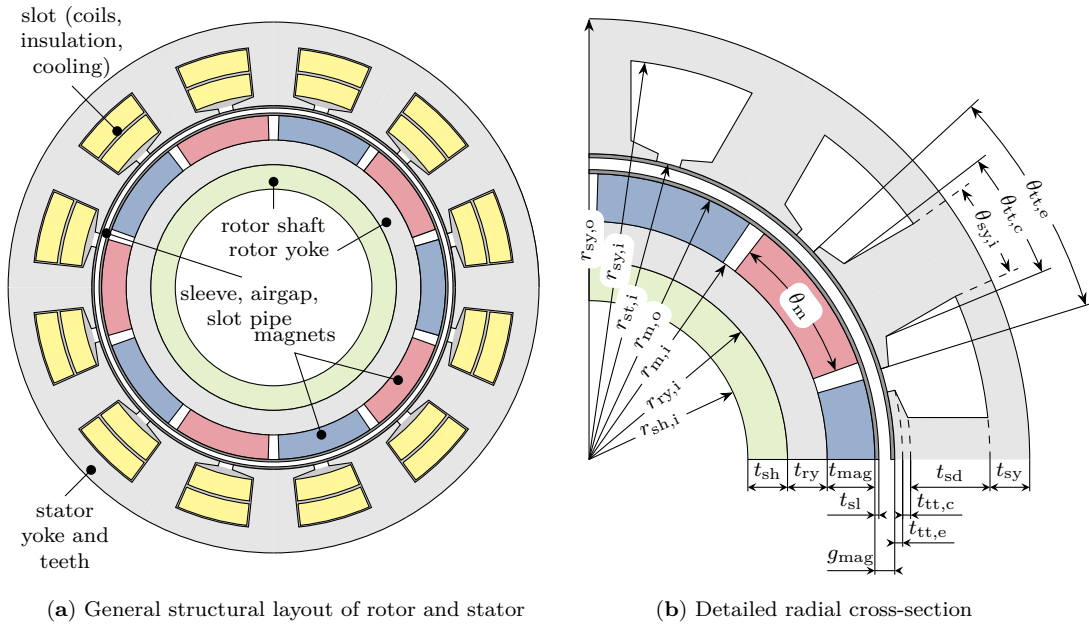 slot (coils,
insulation,
cooling)
rotor shaft
rotor yoke
sleeve, airgap,
slot pipe
magnets
stator
yoke and
teeth
(a) General structural layout of rotor and stator
r_sy,o
r_sy,i
r_st,i
r_m,o
r_m,i
r_ry,i
r_sh,i
θ_m
θ_sy,i
θ_tt,c
θ_tt,e
t_sh
t_ry
t_mag
t_sd
t_sy
t_sl
t_tt,c
t_tt,e
g_mag
(b) Detailed radial cross-section